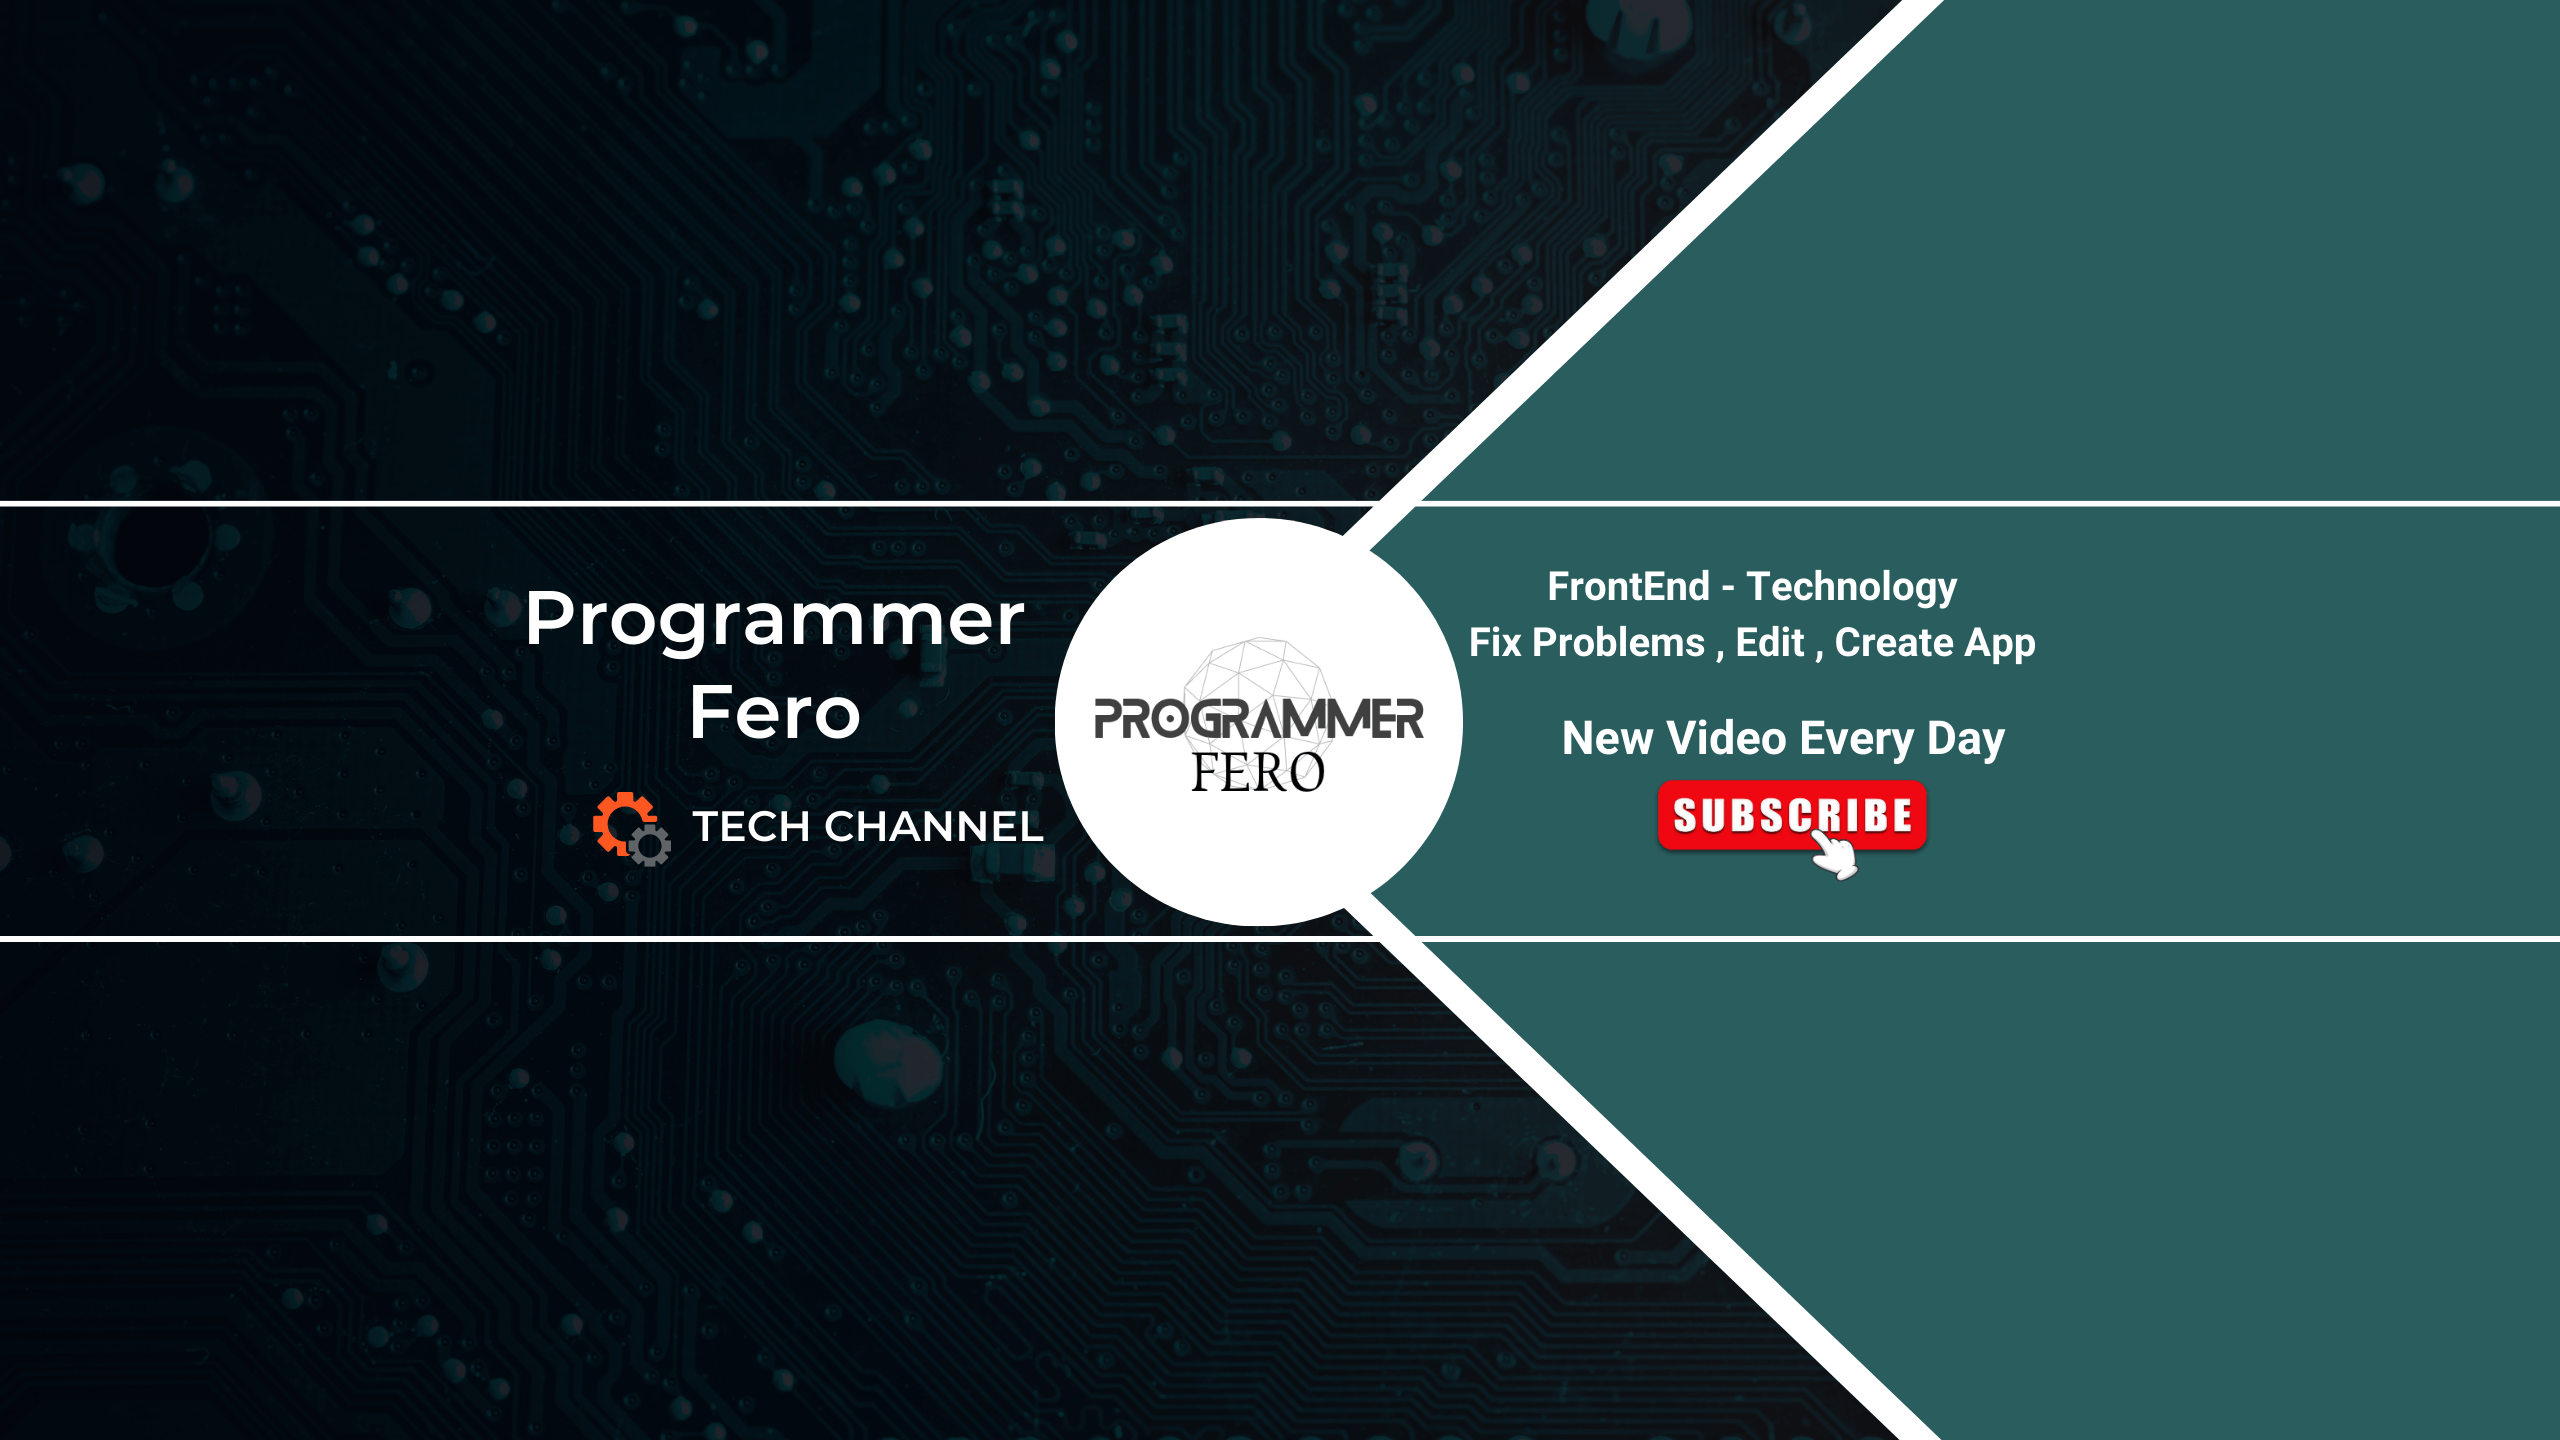 Programmer
Fero
TECH CHANNEL
PROGRAMMER
FERO
FrontEnd - Technology
Fix Problems , Edit , Create App
New Video Every Day
SUBSCRIBE